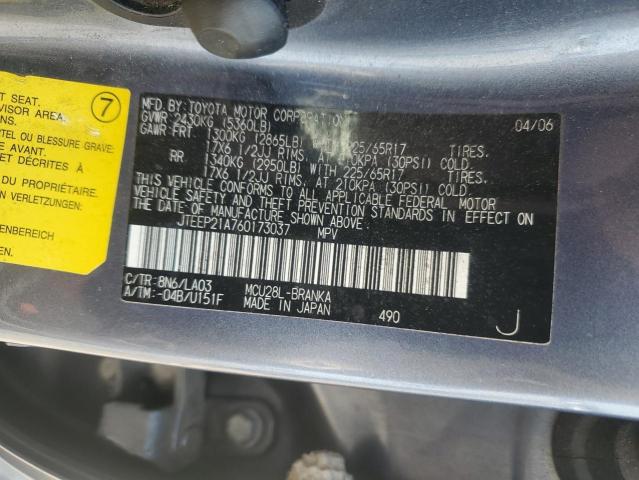 T SEAT.
VISOR AREA.
NS.
7
RTEL OU BLESSURE GRAVE
E AVANT.
ET DÉCRITES À
DU PROPRIÉTAIRE.
EN VERLETZUNGEN.
ENBEREICH
MFD. BY: TOYOTA MOTOR CORPORATION 04/06
GVWR 2430KG (5360LB)
GAWR FRT 1300KG (2865LB) 225/65R17 TIRES.
17X6 1/2JJ RIMS. AT 210KPA (30PSI) COLD.
RR 1340KG (2950LB) WITH 225/65R17 TIRES.
17X6 1/2JJ RIMS. AT 210KPA (30PSI) COLD.
THIS VEHICLE CONFORMS TO ALL APPLICABLE FEDERAL MOTOR
VEHICLE SAFETY AND THEFT PREVENTION STANDARDS IN EFFECT ON
THE DATE OF MANUFACTURE SHOWN ABOVE.
JTEEP21A760173037 MPV
C/TR: 8N6/LA03 MCU28L-BRANKA
A/TM: -04B/U151F MADE IN JAPAN 490 J